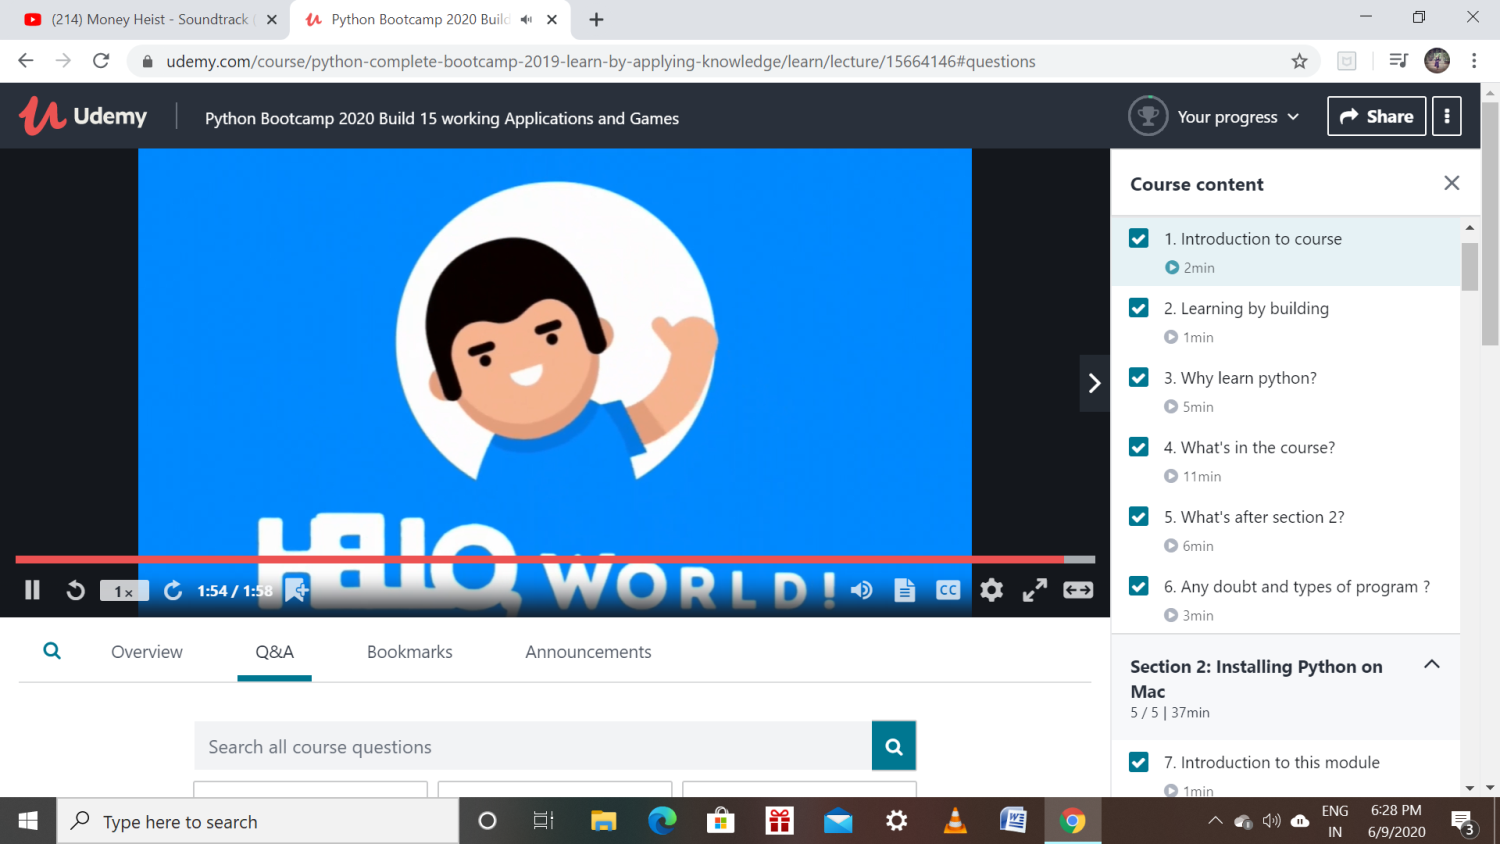 (214) Money Heist - Soundtrack (
Python Bootcamp 2020 Build
udemy.com/course/python-complete-bootcamp-2019-learn-by-applying-knowledge/learn/lecture/15664146#questions
Udemy
Python Bootcamp 2020 Build 15 working Applications and Games
Your progress
Share
HELLO WORLD!
1x
1:54 / 1:58
CC
Overview
Q&A
Bookmarks
Announcements
Search all course questions
Course content
1. Introduction to course
2min
2. Learning by building
1min
3. Why learn python?
5min
4. What's in the course?
11min
5. What's after section 2?
6min
6. Any doubt and types of program ?
3min
Section 2: Installing Python on
Mac
5 / 5 | 37min
7. Introduction to this module
1min
Type here to search
ENG
IN
6:28 PM
6/9/2020
3